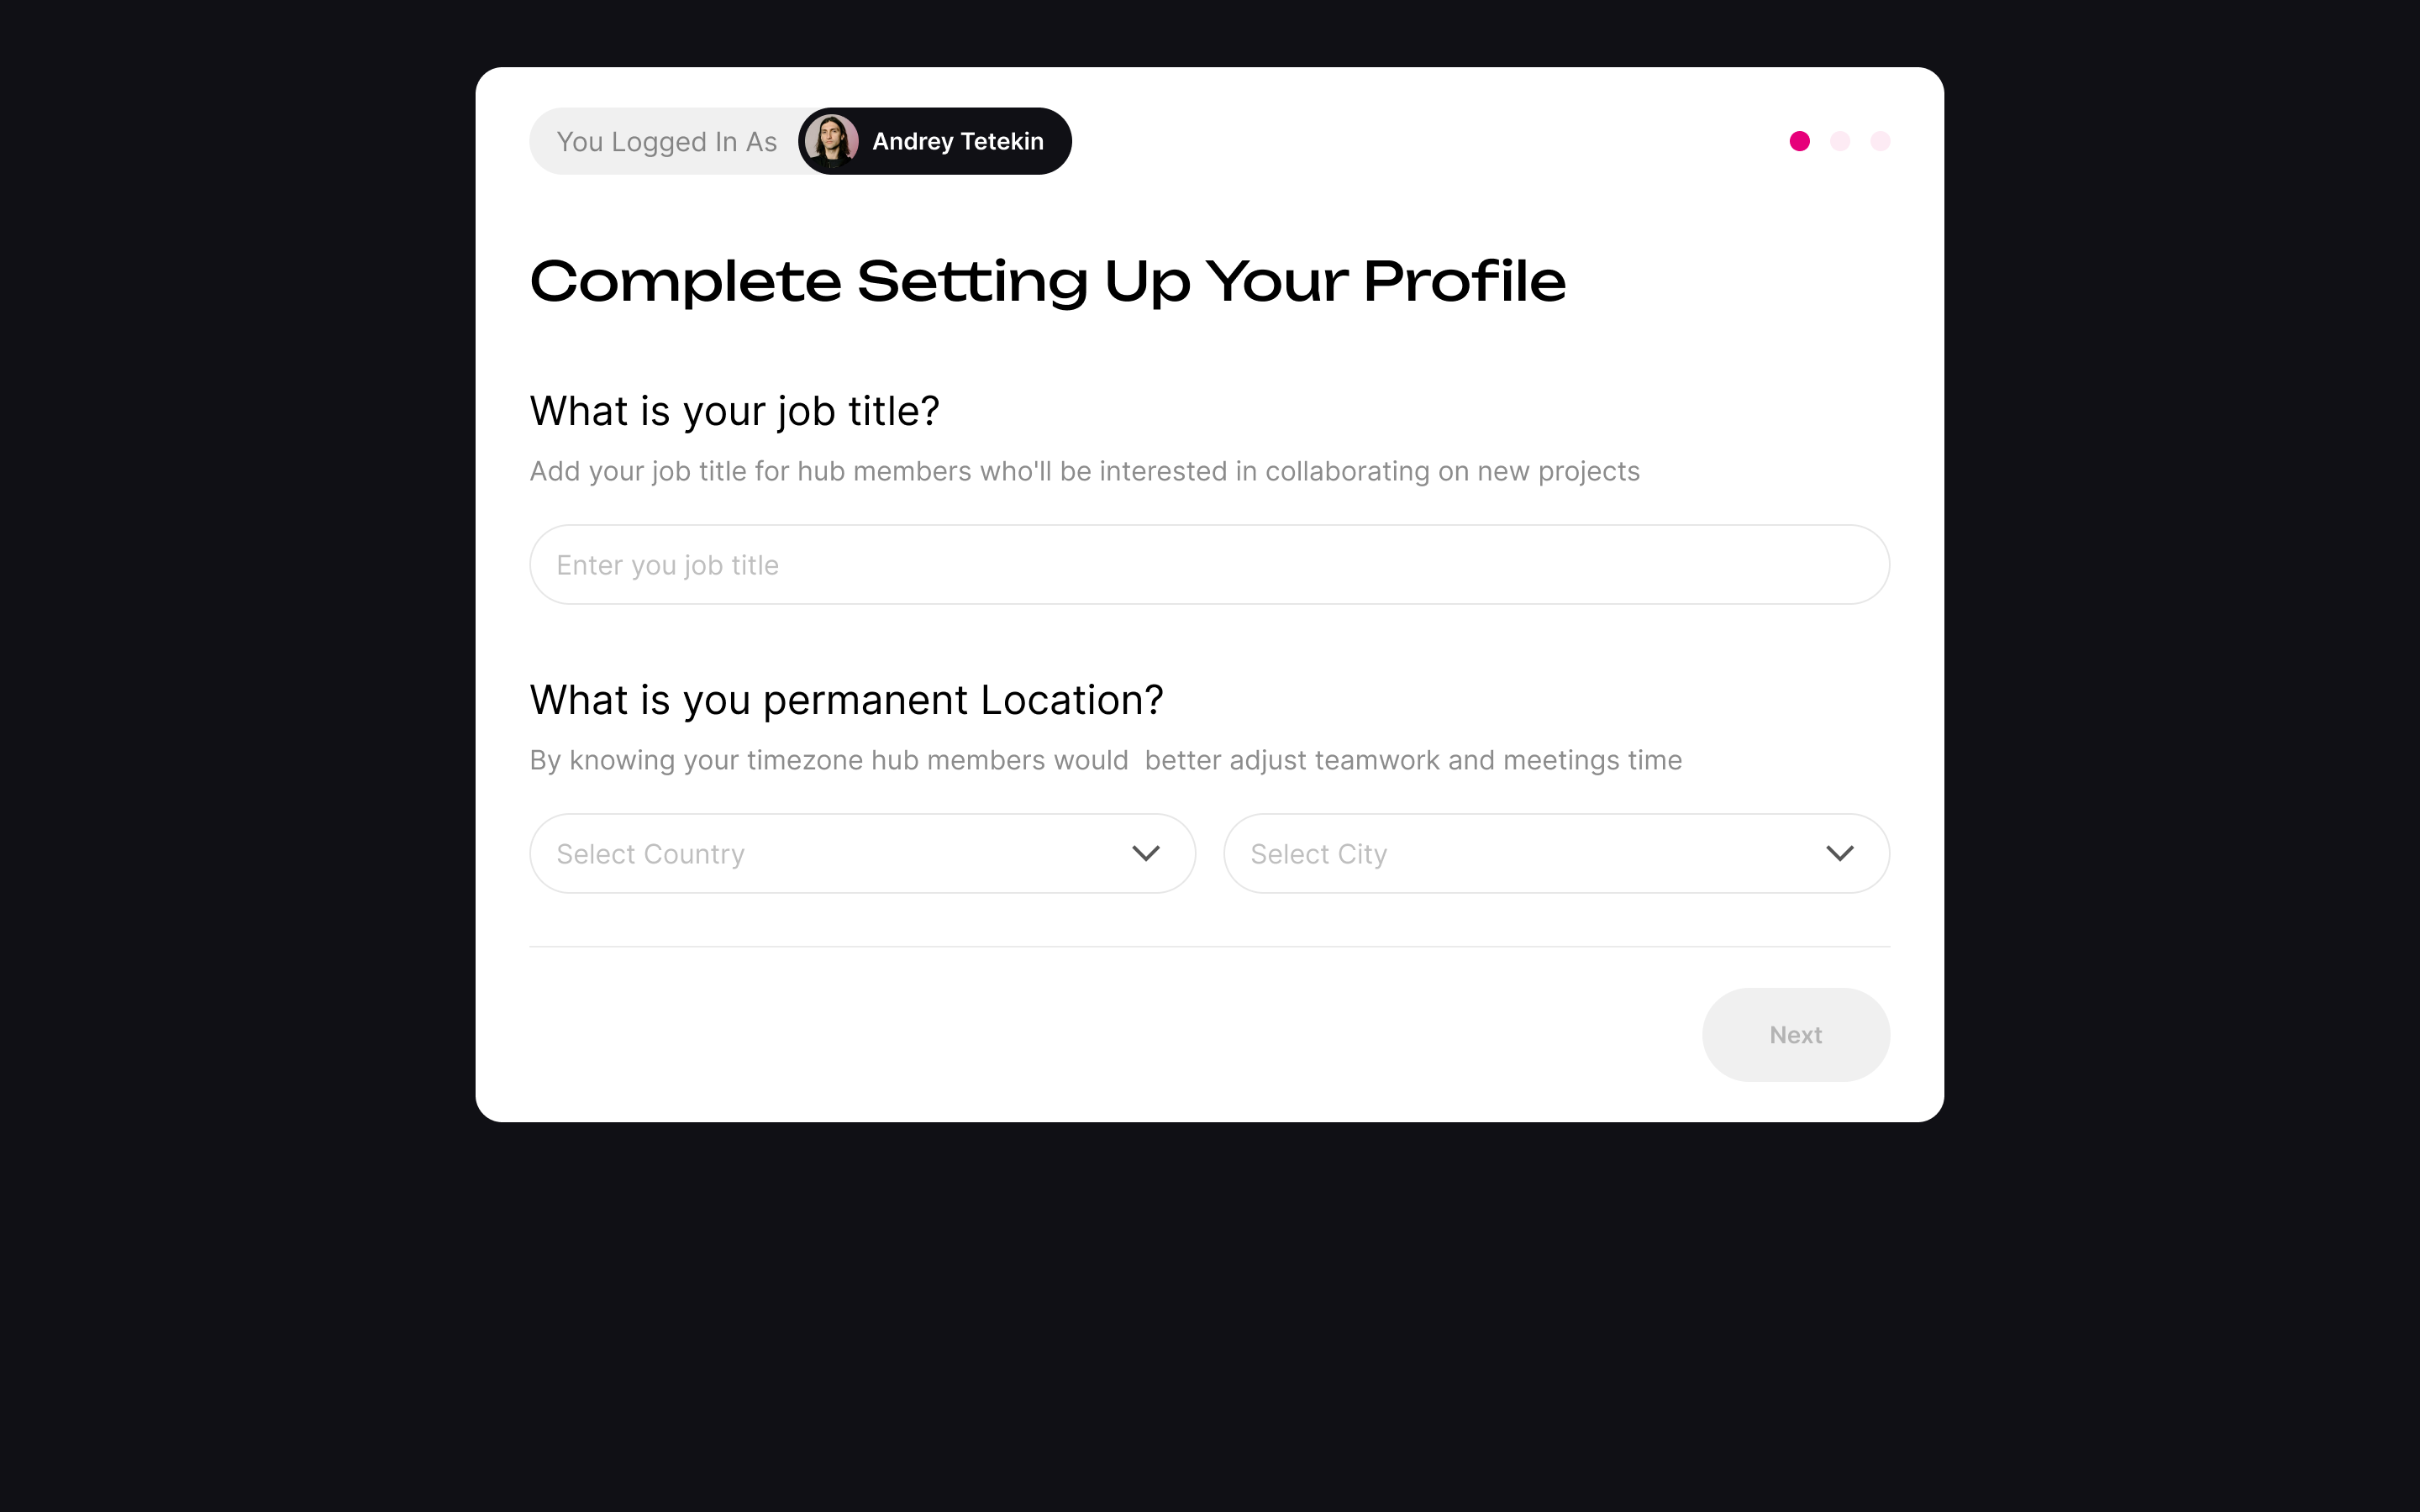 You Logged In As Andrey Tetekin
Complete Setting Up Your Profile
What is your job title?
Add your job title for hub members who'll be interested in collaborating on new projects
Enter you job title
What is you permanent Location?
By knowing your timezone hub members would  better adjust teamwork and meetings time
Select Country Select City
Next